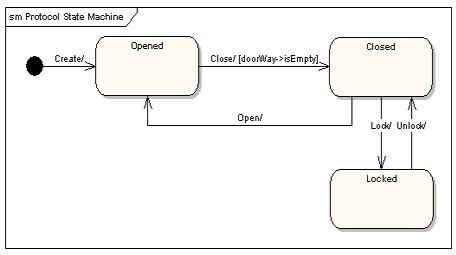 sm Protocol State Machine
Opened
Closed
Create/
Close/ [doorWay->isEmpty]
Open/
Lock/
Unlock/
Locked